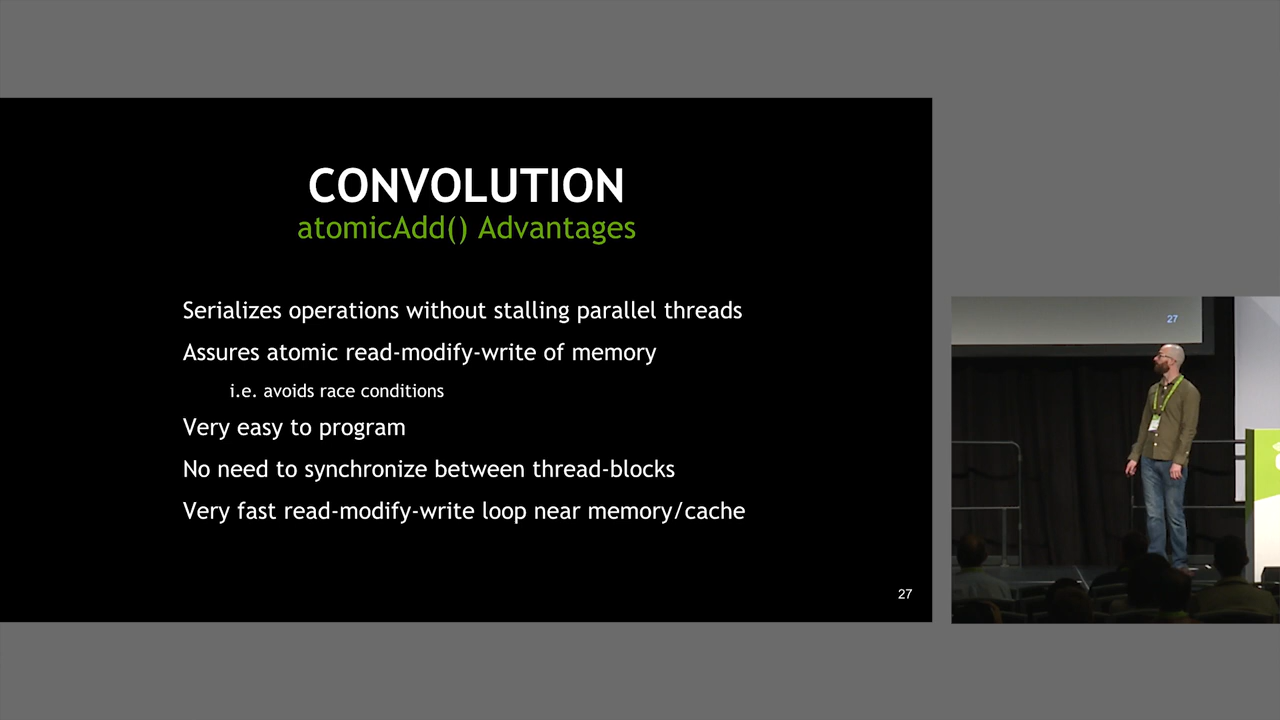 CONVOLUTION
atomicAdd() Advantages
Serializes operations without stalling parallel threads
Assures atomic read-modify-write of memory
i.e. avoids race conditions
Very easy to program
No need to synchronize between thread-blocks
Very fast read-modify-write loop near memory/cache
27
27